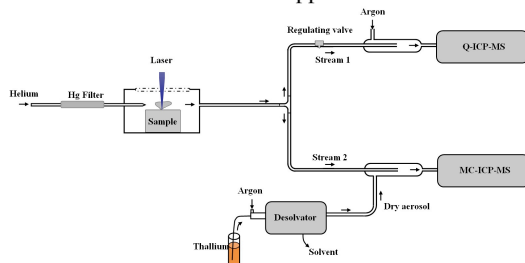 Argon
Regulating valve
Q-ICP-MS
Stream 1
Laser
Helium
Hg Filter
Sample
Stream 2
MC-ICP-MS
Argon
Dry aerosol
Desolvator
Thallium
Solvent